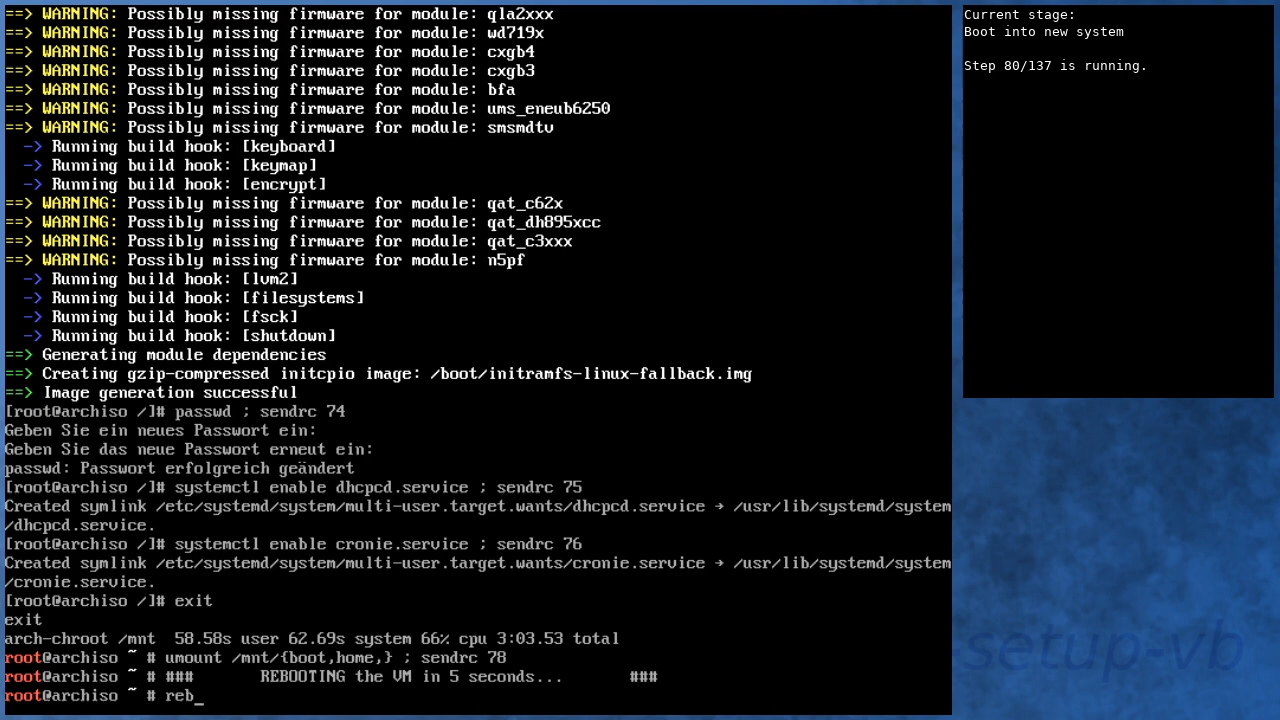 ==> WARNING: Possibly missing firmware for module: qla2xxx
==> WARNING: Possibly missing firmware for module: wd719x
==> WARNING: Possibly missing firmware for module: cxgb4
==> WARNING: Possibly missing firmware for module: cxgb3
==> WARNING: Possibly missing firmware for module: bfa
==> WARNING: Possibly missing firmware for module: ums_eneub6250
==> WARNING: Possibly missing firmware for module: smsmdtv
  -> Running build hook: [keyboard]
  -> Running build hook: [keymap]
  -> Running build hook: [encrypt]
==> WARNING: Possibly missing firmware for module: qat_c62x
==> WARNING: Possibly missing firmware for module: qat_dh895xcc
==> WARNING: Possibly missing firmware for module: qat_c3xxx
==> WARNING: Possibly missing firmware for module: n5pf
  -> Running build hook: [lvm2]
  -> Running build hook: [filesystems]
  -> Running build hook: [fsck]
  -> Running build hook: [shutdown]
==> Generating module dependencies
==> Creating gzip-compressed initcpio image: /boot/initramfs-linux-fallback.img
==> Image generation successful
[root@archiso /]# passwd ; sendrc 74
Geben Sie ein neues Passwort ein:
Geben Sie das neue Passwort erneut ein:
passwd: Passwort erfolgreich geändert
[root@archiso /]# systemctl enable dhcpcd.service ; sendrc 75
Created symlink /etc/systemd/system/multi-user.target.wants/dhcpcd.service → /usr/lib/systemd/system
/dhcpcd.service.
[root@archiso /]# systemctl enable cronie.service ; sendrc 76
Created symlink /etc/systemd/system/multi-user.target.wants/cronie.service → /usr/lib/systemd/system
/cronie.service.
[root@archiso /]# exit
exit
arch-chroot /mnt  58.58s user 62.69s system 66% cpu 3:03.53 total
root@archiso ~ # umount /mnt/{boot,home,} ; sendrc 78
root@archiso ~ # ###       REBOOTING the VM in 5 seconds...       ###
root@archiso ~ # reb_
Current stage:
Boot into new system
Step 80/137 is running.
-setup-vb